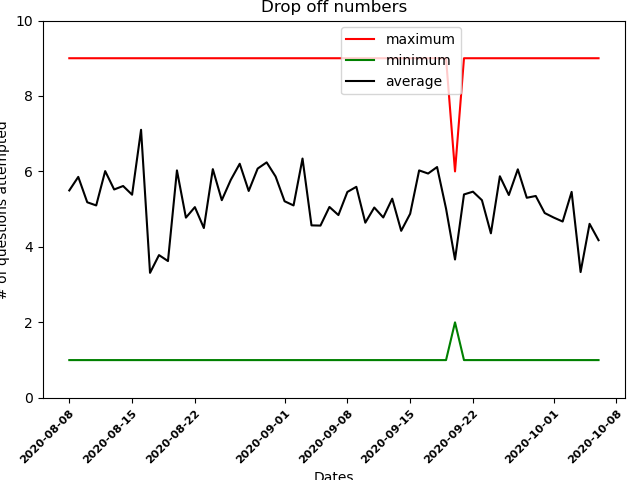 Drop off numbers
maximum
minimum
average
# of questions attempted
10
8
6
4
2
0
2020-08-08
2020-08-15
2020-08-22
2020-09-01
2020-09-08
2020-09-15
2020-09-22
2020-10-01
2020-10-08
Dates